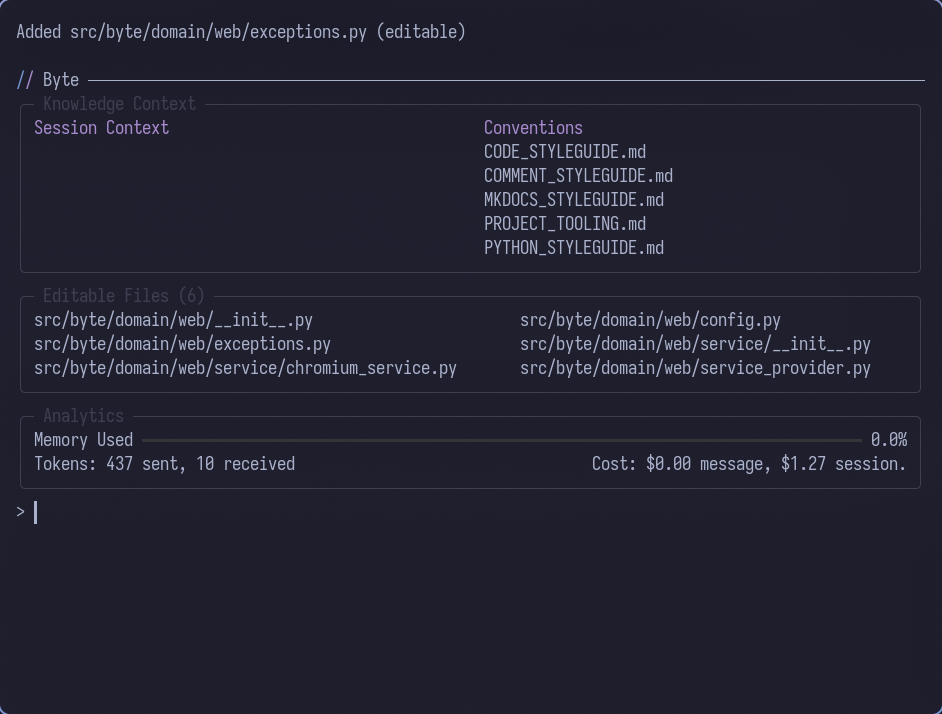 Added src/byte/domain/web/exceptions.py (editable)
// Byte
Knowledge Context
Session Context
Conventions
CODE_STYLEGUIDE.md
COMMENT_STYLEGUIDE.md
MKDOCS_STYLEGUIDE.md
PROJECT_TOOLING.md
PYTHON_STYLEGUIDE.md
Editable Files (6)
src/byte/domain/web/__init__.py src/byte/domain/web/config.py
src/byte/domain/web/exceptions.py src/byte/domain/web/service/__init__.py
src/byte/domain/web/service/chromium_service.py src/byte/domain/web/service_provider.py
Analytics
Memory Used 0.0%
Tokens: 437 sent, 10 received Cost: $0.00 message, $1.27 session.
>